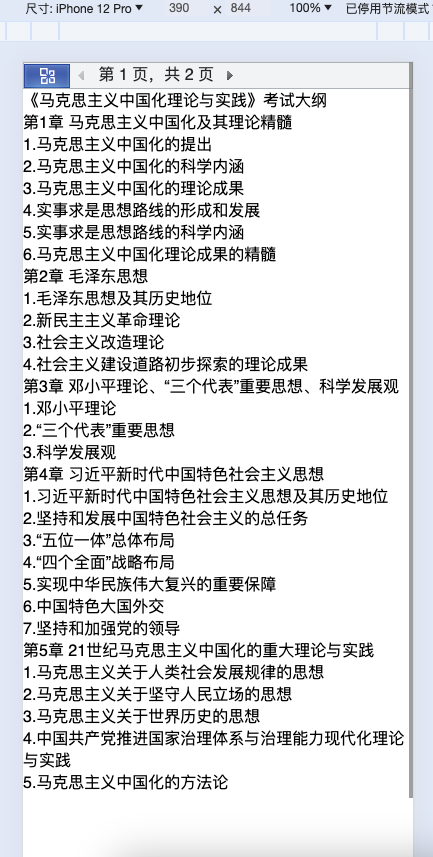 尺寸: iPhone 12 Pro ▼ 390 × 844 100% ▼ 已停用节流模式
第 1 页，共 2 页
《马克思主义中国化理论与实践》考试大纲
第1章 马克思主义中国化及其理论精髓
1.马克思主义中国化的提出
2.马克思主义中国化的科学内涵
3.马克思主义中国化的理论成果
4.实事求是思想路线的形成和发展
5.实事求是思想路线的科学内涵
6.马克思主义中国化理论成果的精髓
第2章 毛泽东思想
1.毛泽东思想及其历史地位
2.新民主主义革命理论
3.社会主义改造理论
4.社会主义建设道路初步探索的理论成果
第3章 邓小平理论、“三个代表”重要思想、科学发展观
1.邓小平理论
2.“三个代表”重要思想
3.科学发展观
第4章 习近平新时代中国特色社会主义思想
1.习近平新时代中国特色社会主义思想及其历史地位
2.坚持和发展中国特色社会主义的总任务
3.“五位一体”总体布局
4.“四个全面”战略布局
5.实现中华民族伟大复兴的重要保障
6.中国特色大国外交
7.坚持和加强党的领导
第5章 21世纪马克思主义中国化的重大理论与实践
1.马克思主义关于人类社会发展规律的思想
2.马克思主义关于坚守人民立场的思想
3.马克思主义关于世界历史的思想
4.中国共产党推进国家治理体系与治理能力现代化理论
与实践
5.马克思主义中国化的方法论